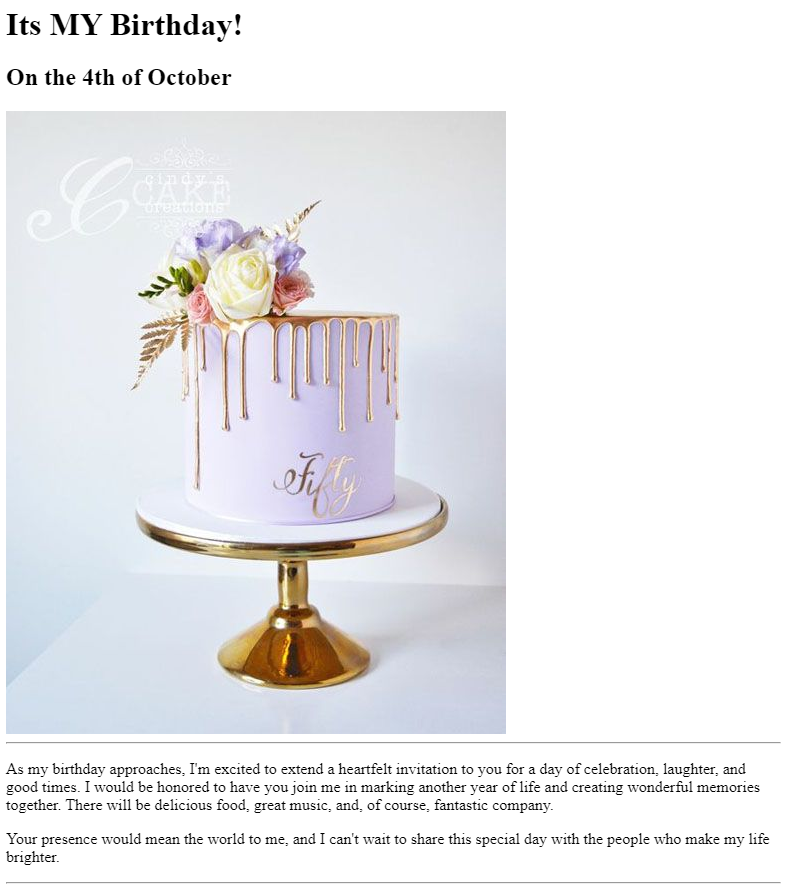 Its MY Birthday!
On the 4th of October
cindy's
CAKE
creations
Fifty
As my birthday approaches, I'm excited to extend a heartfelt invitation to you for a day of celebration, laughter, and
good times. I would be honored to have you join me in marking another year of life and creating wonderful memories
together. There will be delicious food, great music, and, of course, fantastic company.
Your presence would mean the world to me, and I can't wait to share this special day with the people who make my life
brighter.